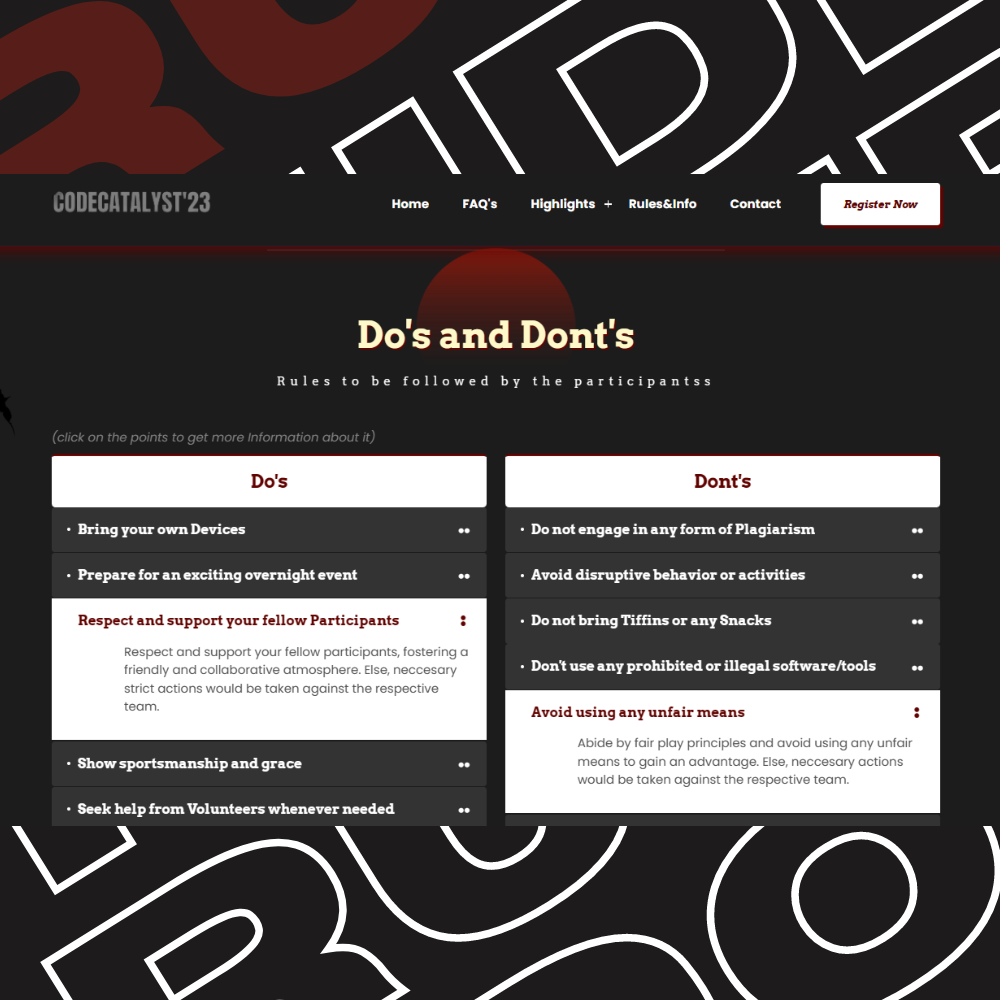 CODECATALYST'23
Home FAQ's Highlights + Rules&Info Contact Register Now
Do's and Dont's
Rules to be followed by the participantss
(click on the points to get more Information about it)
Do's
• Bring your own Devices
• Prepare for an exciting overnight event
Respect and support your fellow Participants
Respect and support your fellow participants, fostering a
friendly and collaborative atmosphere. Else, neccesary
strict actions would be taken against the respective
team.
• Show sportsmanship and grace
• Seek help from Volunteers whenever needed
Dont's
• Do not engage in any form of Plagiarism
• Avoid disruptive behavior or activities
• Do not bring Tiffins or any Snacks
• Don't use any prohibited or illegal software/tools
Avoid using any unfair means
Abide by fair play principles and avoid using any unfair
means to gain an advantage. Else, neccesary actions
would be taken against the respective team.